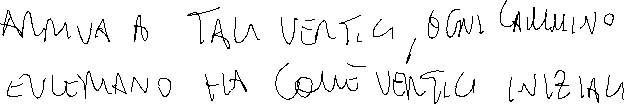 ARRIVA A TALI VERTICI, OGNI CAMMINO
EULERIANO HA COME VERTICI INIZIALI